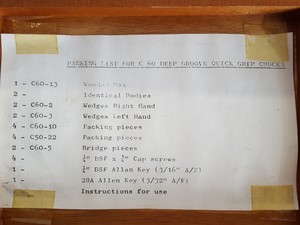 PACKING LIST FOR C 60 DEEP GROOVE QUICK GRIP CHUCKS
1 - C60-13 Wooden Box
2 - Identical Bodies
2 - C60-2 Wedges Right Hand
2 - C60-3 Wedges Left Hand
4 - C60-10 Packing pieces
4 - C50-22 Packing pieces
2 - C60-5 Bridge pieces
4 - ¼" BSF x ¾" Cap screws
1 - ¼" BSF Allan Key (3/16" A/F)
1 - 2BA Allen Key (3/32" A/F)
Instructions for use